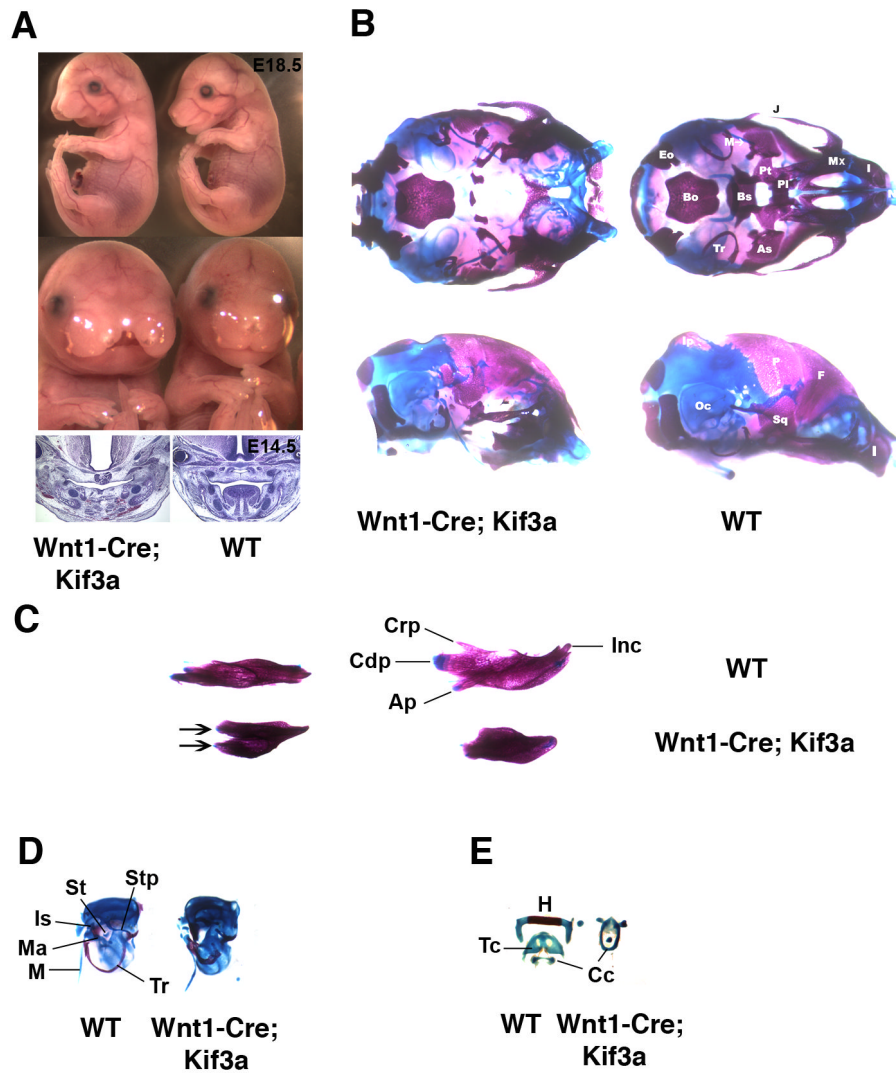 A
E18.5
E14.5
Wnt1-Cre;
Kif3a
WT
B
J
M
Mx
I
Eo
Pt
Pl
Bo
Bs
Tr
As
Ip
P
F
Oc
Sq
I
Wnt1-Cre; Kif3a
WT
C
Crp
Inc
Cdp
WT
Ap
Wnt1-Cre; Kif3a
D
St
Stp
Is
Ma
M
Tr
WT
Wnt1-Cre;
Kif3a
E
H
Tc
Cc
WT
Wnt1-Cre;
Kif3a